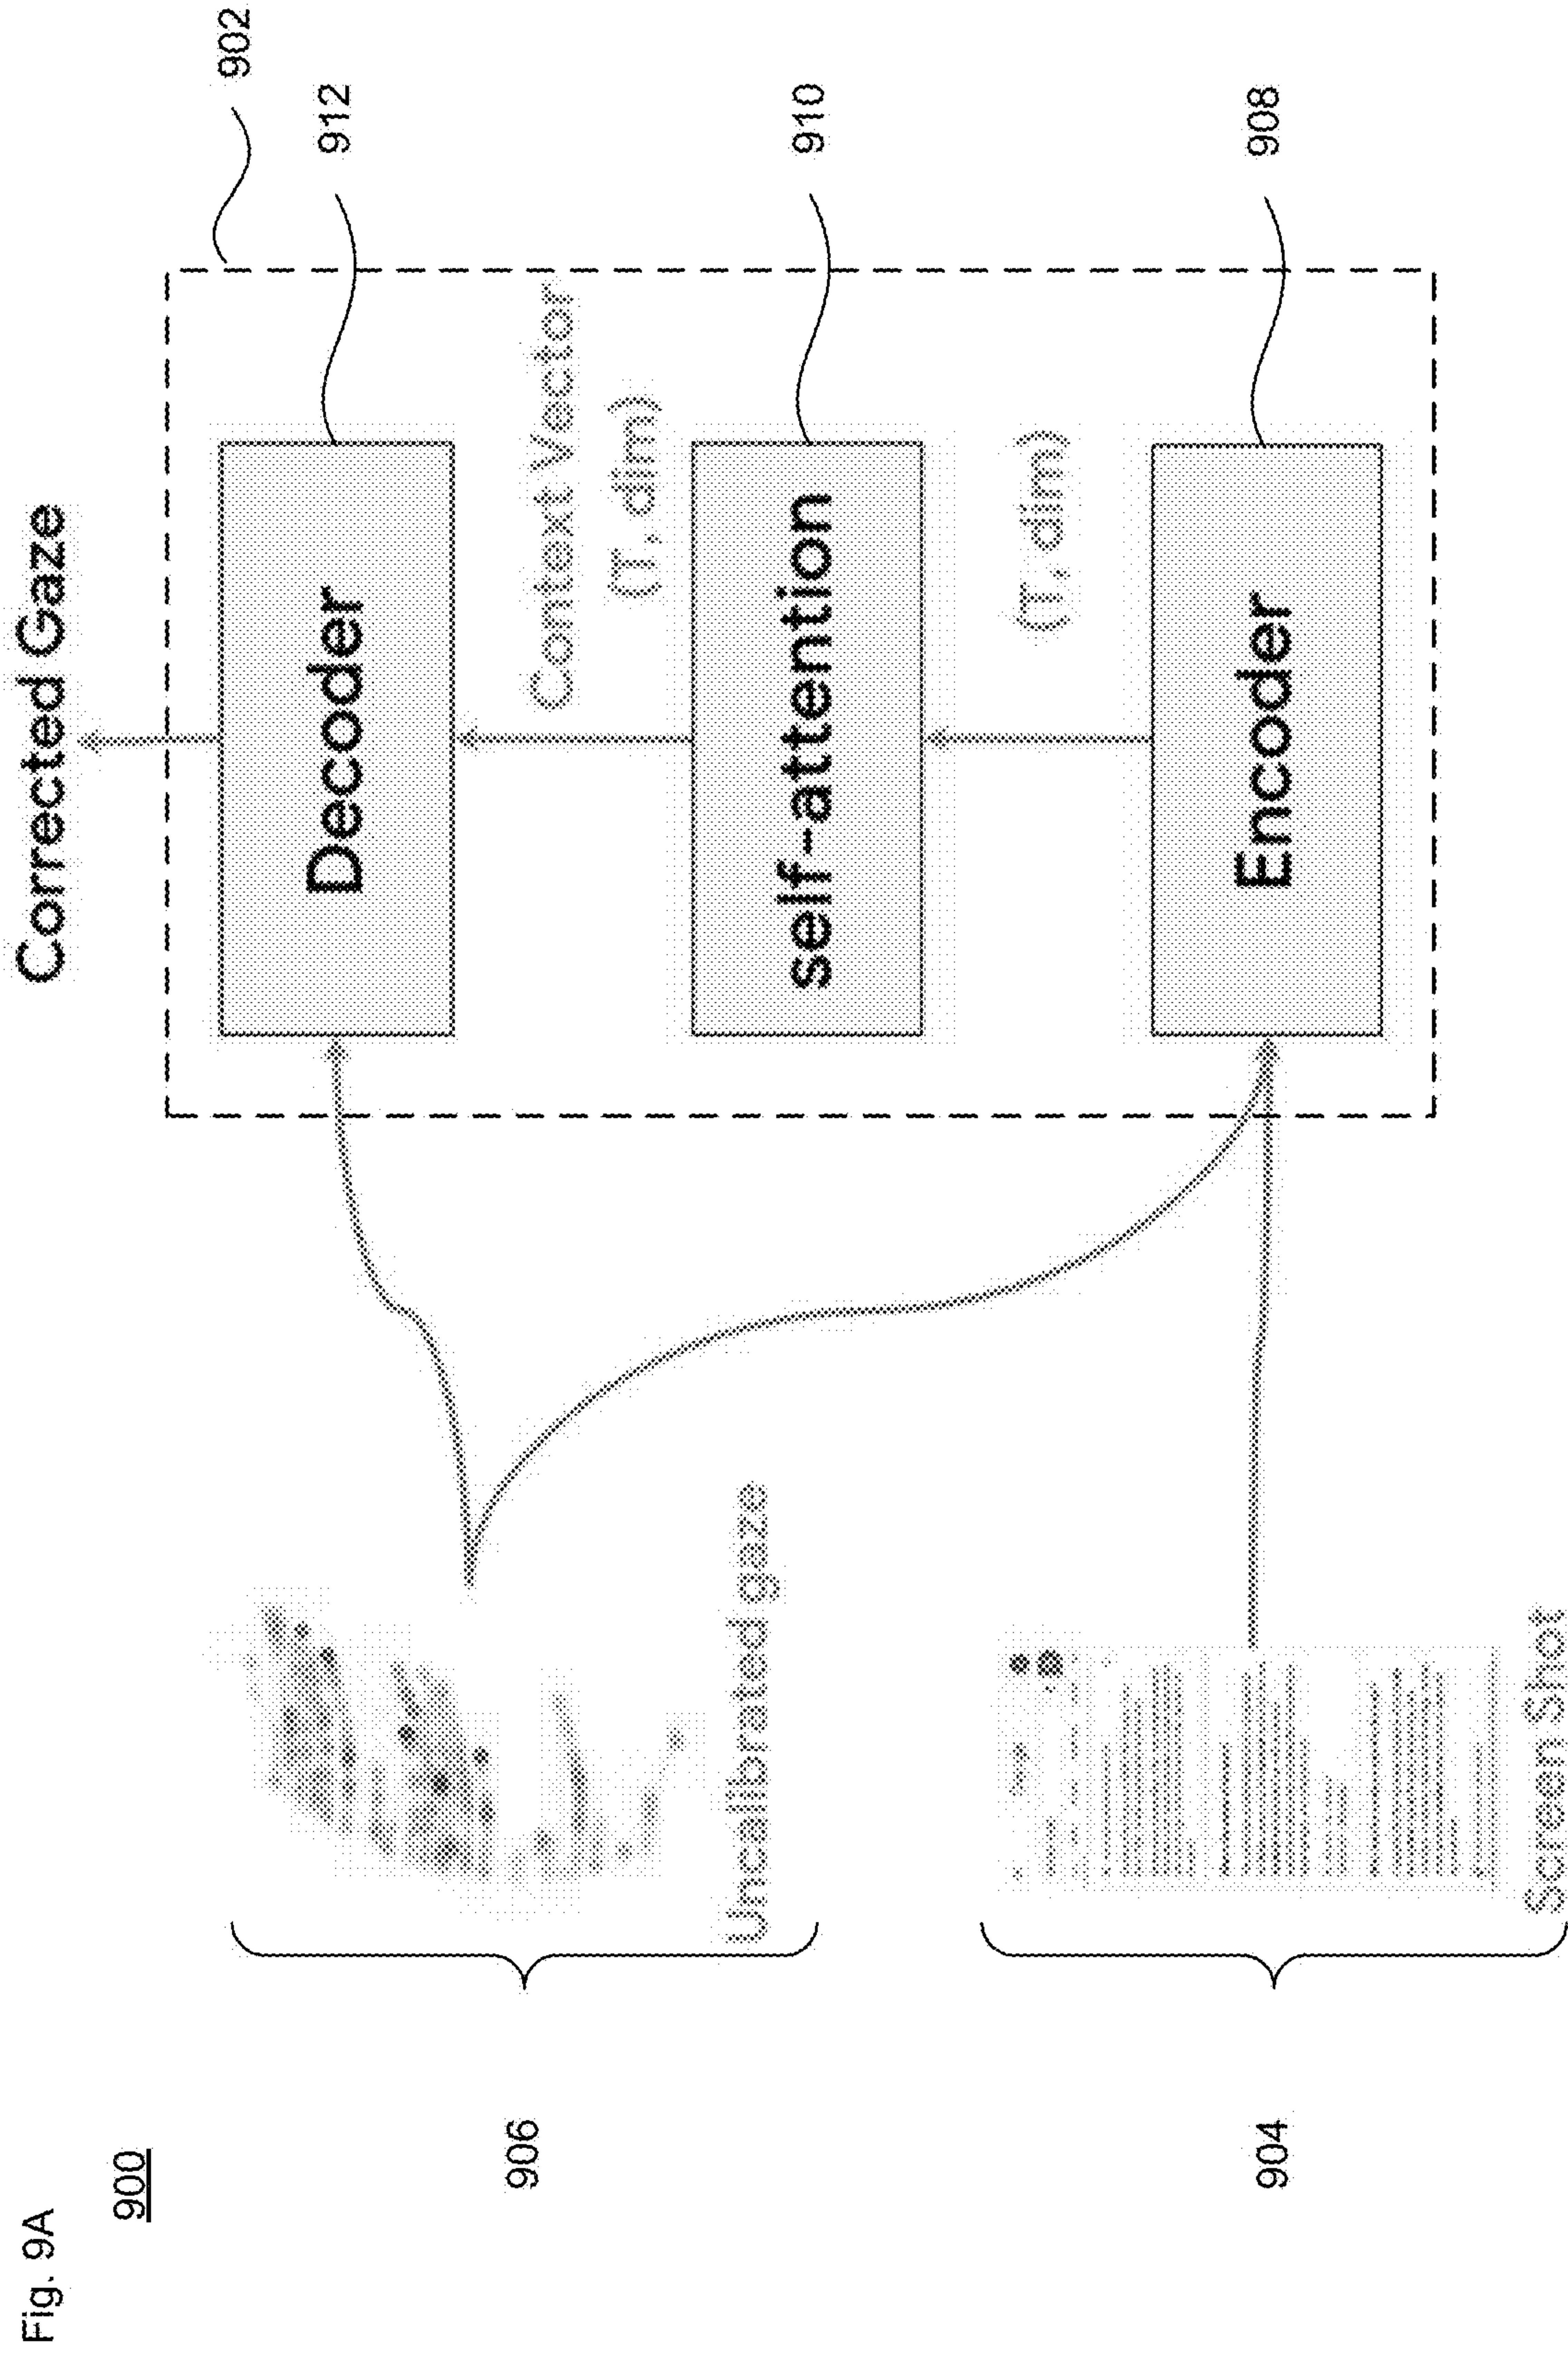 Fig. 9A
900
Corrected Gaze
902
Decoder
912
Context Vector
(T, dim)
906
Uncalibrated gaze
self-attention
910
(T, dim)
904
Screen Shot
Encoder
908